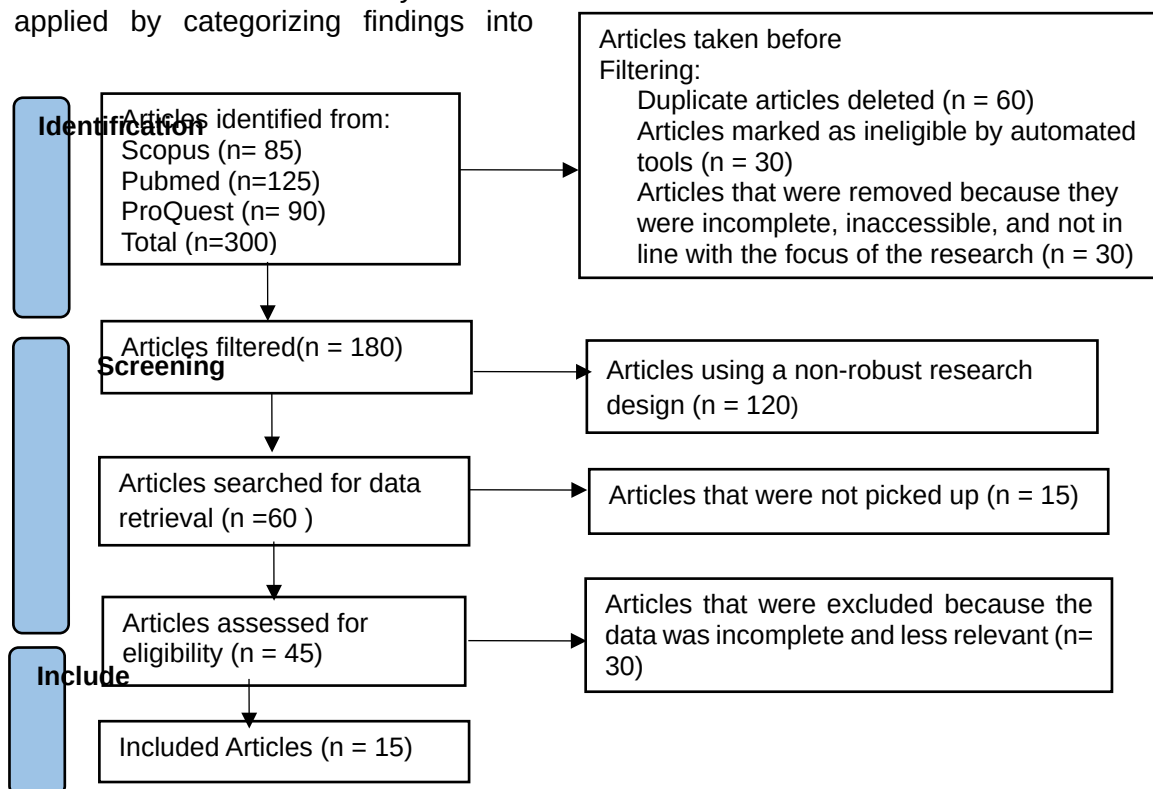 applied by categorizing findings into
Articles taken before
Filtering:
Duplicate articles deleted (n = 60)
Articles marked as ineligible by automated
tools (n = 30)
Articles that were removed because they
were incomplete, inaccessible, and not in
line with the focus of the research (n = 30)
Identification
Articles identified from:
Scopus (n= 85)
Pubmed (n=125)
ProQuest (n= 90)
Total (n=300)
Articles filtered(n = 180)
Screening
Articles using a non-robust research
design (n = 120)
Articles searched for data
retrieval (n =60 )
Articles that were not picked up (n = 15)
Articles assessed for
eligibility (n = 45)
Articles that were excluded because the
data was incomplete and less relevant (n=
30)
Include
Included Articles (n = 15)